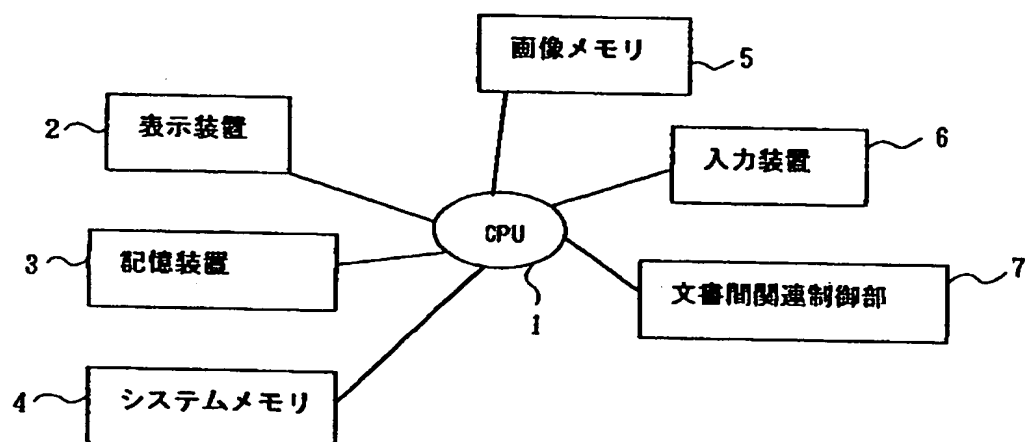 画像メモリ
5
2
表示装置
6
入力装置
CPU
3
記憶装置
7
文書間関連制御部
1
4
システムメモリ